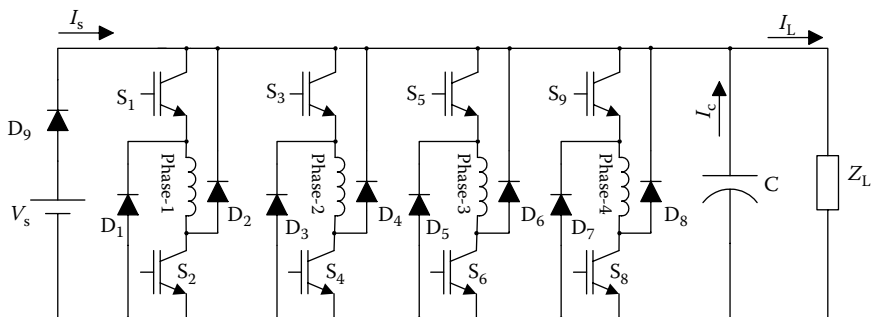 I_s
I_L
S_1
S_3
S_5
S_9
I_c
D_9
Phase-1
Phase-2
Phase-3
Phase-4
V_s
D_1
D_2
D_3
D_4
D_5
D_6
D_7
D_8
C
Z_L
S_2
S_4
S_6
S_8